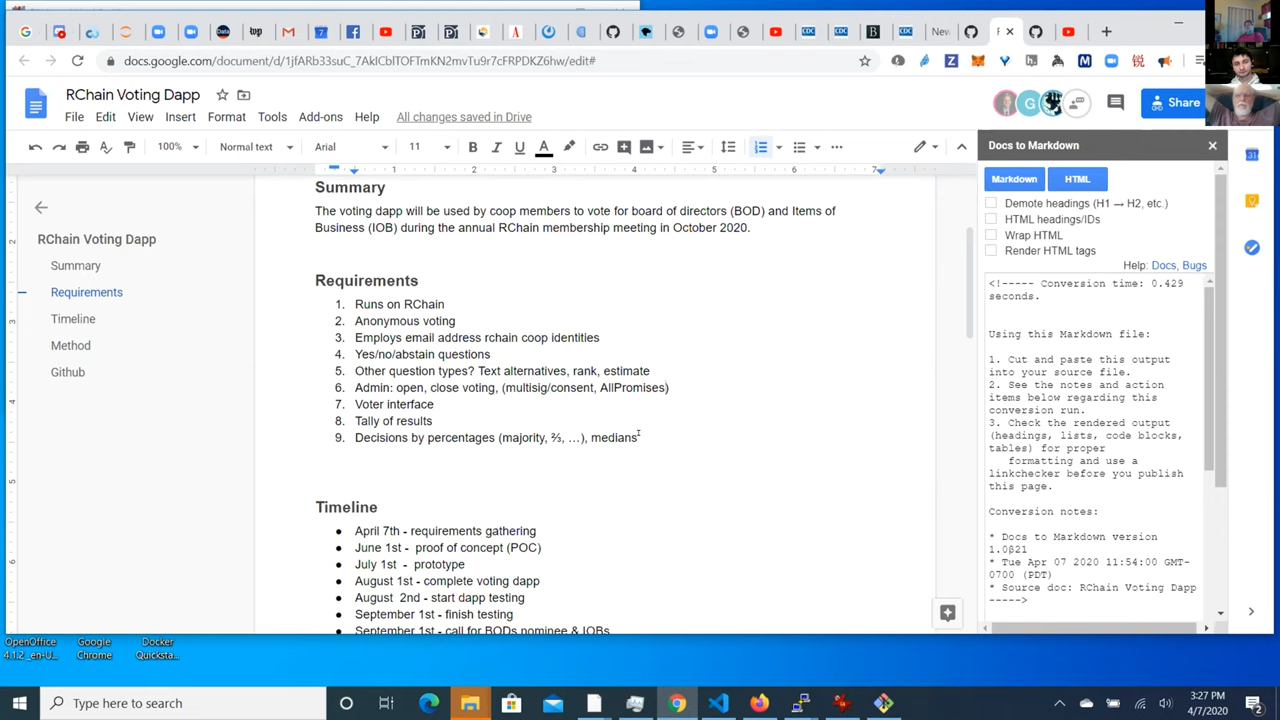 Data
wp
New
docs.google.com/document/d/1jfARb33suC_7AkICblTOFTmKN2mvTu9r7cFRPDKZ6hw/edit#
RChain Voting Dapp
File Edit View Insert Format Tools Add-ons Help All changes saved in Drive
Share
100% Normal text Arial 11
1 2 3 4 5 6 7
Docs to Markdown
Markdown HTML
Demote headings (H1 → H2, etc.)
HTML headings/IDs
Wrap HTML
Render HTML tags
Help: Docs, Bugs
RChain Voting Dapp
Summary
Requirements
Timeline
Method
Github
Summary
The voting dapp will be used by coop members to vote for board of directors (BOD) and Items of
Business (IOB) during the annual RChain membership meeting in October 2020.
Requirements
1. Runs on RChain
2. Anonymous voting
3. Employs email address rchain coop identities
4. Yes/no/abstain questions
5. Other question types? Text alternatives, rank, estimate
6. Admin: open, close voting, (multisig/consent, AllPromises)
7. Voter interface
8. Tally of results
9. Decisions by percentages (majority, ⅔, …), medians
Timeline
● April 7th - requirements gathering
● June 1st - proof of concept (POC)
● July 1st - prototype
● August 1st - complete voting dapp
● August 2nd - start dapp testing
● September 1st - finish testing
● September 1st - call for BODs nominee & IOBs
<!----- Conversion time: 0.429
seconds.
Using this Markdown file:
1. Cut and paste this output
into your source file.
2. See the notes and action
items below regarding this
conversion run.
3. Check the rendered output
(headings, lists, code blocks,
tables) for proper
formatting and use a
linkchecker before you publish
this page.
Conversion notes:
* Docs to Markdown version
1.0β21
* Tue Apr 07 2020 11:54:00 GMT-
0700 (PDT)
* Source doc: RChain Voting Dapp
----->
OpenOffice
4.1.2 _en-U...
Google
Chrome
Docker
Quicksta...
Type here to search
3:27 PM
4/7/2020